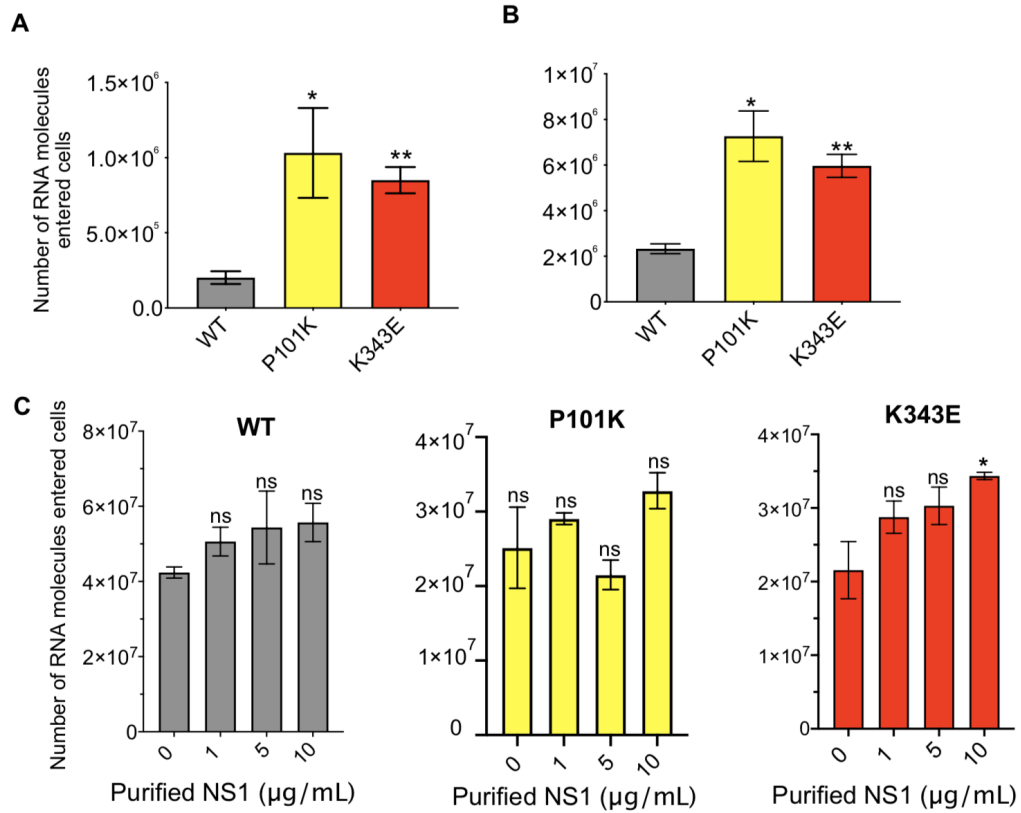 A
Number of RNA molecules
entered cells
1.5×10⁶
1.0×10⁶
5.0×10⁵
0.0
*
**
WT
P101K
K343E
B
1×10⁷
8×10⁶
6×10⁶
4×10⁶
2×10⁶
0
*
**
WT
P101K
K343E
C
Number of RNA molecules entered cells
WT
8×10⁷
6×10⁷
4×10⁷
2×10⁷
0
ns
ns
ns
0
1
5
10
Purified NS1 (µg/mL)
P101K
4×10⁷
3×10⁷
2×10⁷
1×10⁷
0
ns
ns
ns
ns
0
1
5
10
Purified NS1 (µg/mL)
K343E
4×10⁷
3×10⁷
2×10⁷
1×10⁷
0
ns
ns
*
0
1
5
10
Purified NS1 (µg/mL)